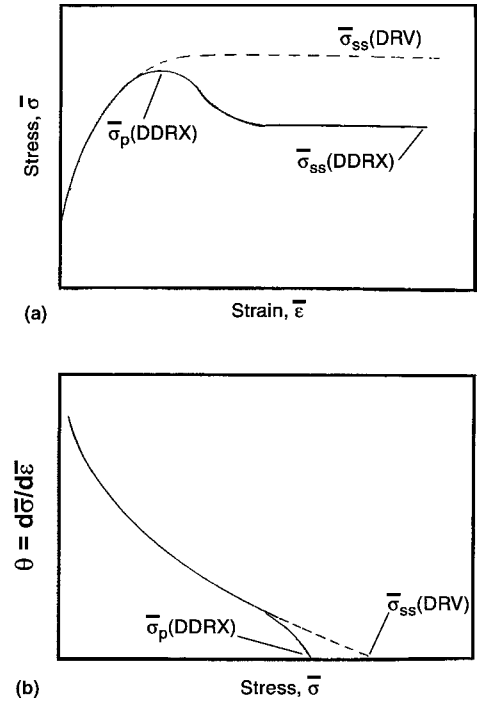 σ̄ss(DRV)
σ̄p(DDRX)
σ̄ss(DDRX)
Stress, σ̄
(a)
Strain, ε̄
θ = dσ̄/dε̄
σ̄ss(DRV)
σ̄p(DDRX)
(b)
Stress, σ̄